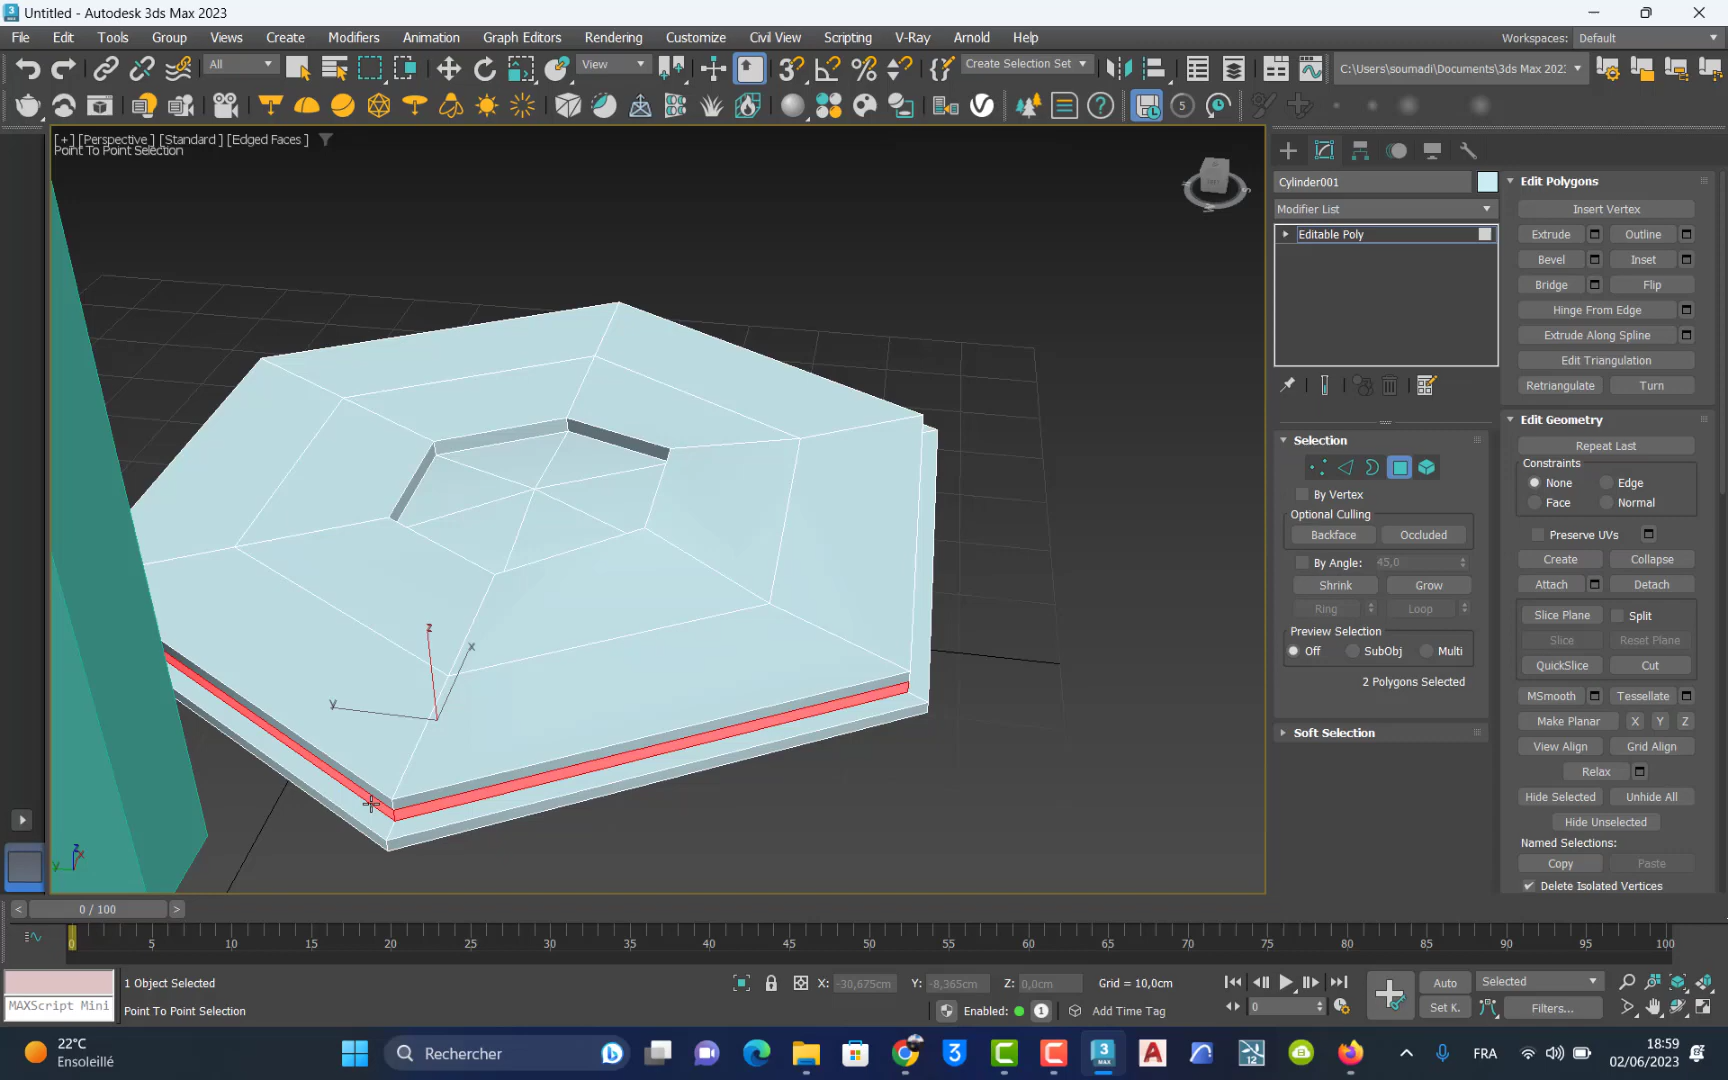 Untitled - Autodesk 3ds Max 2023
File Edit Tools Group Views Create Modifiers Animation Graph Editors Rendering Customize Civil View Scripting V-Ray Arnold Help
Workspaces: Default
All
View
Create Selection Set
C:\Users\soumadi\Documents\3ds Max 202
[+] [Perspective] [Standard] [Edged Faces]
Point To Point Selection
Cylinder001
Modifier List
Editable Poly
Selection
By Vertex
Optional Culling
Backface Occluded
By Angle: 45,0
Shrink Grow
Ring Loop
Preview Selection
Off SubObj Multi
2 Polygons Selected
Soft Selection
Edit Polygons
Insert Vertex
Extrude Outline
Bevel Inset
Bridge Flip
Hinge From Edge
Extrude Along Spline
Edit Triangulation
Retriangulate Turn
Edit Geometry
Repeat Last
Constraints
None Edge
Face Normal
Preserve UVs
Create Collapse
Attach Detach
Slice Plane Split
Slice Reset Plane
QuickSlice Cut
MSmooth Tessellate
Make Planar X Y Z
View Align Grid Align
Relax
Hide Selected Unhide All
Hide Unselected
Named Selections:
Copy Paste
Delete Isolated Vertices
z
x
y
z
x
y
< 0 / 100 >
0 5 10 15 20 25 30 35 40 45 50 55 60 65 70 75 80 85 90 95 100
MAXScript Mini
1 Object Selected
Point To Point Selection
X: -30,675cm Y: -8,365cm Z: 0,0cm Grid = 10,0cm
Enabled: 1 Add Time Tag
0
Auto Selected
Set K. Filters...
22°C
Ensoleillé
Rechercher
FRA
18:59
02/06/2023